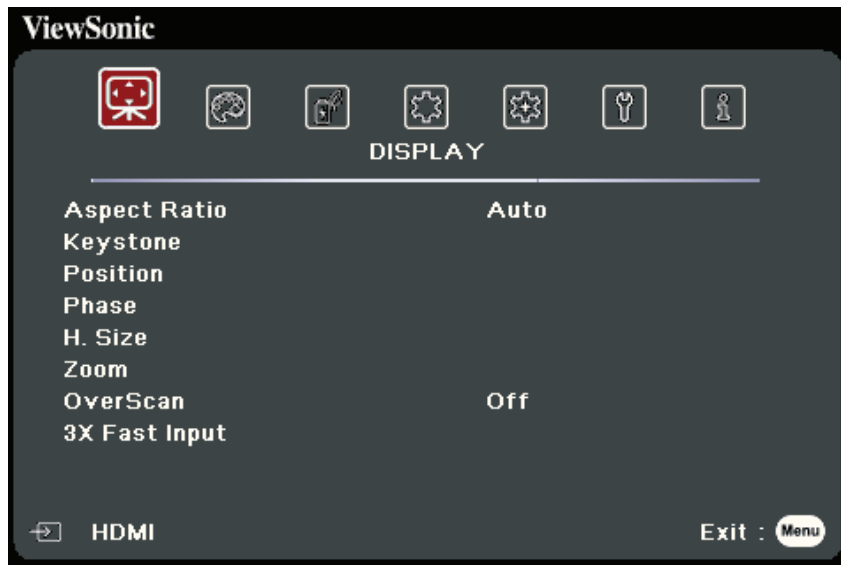 ViewSonic
DISPLAY
Aspect Ratio Auto
Keystone
Position
Phase
H. Size
Zoom
OverScan Off
3X Fast Input
HDMI Exit : Menu